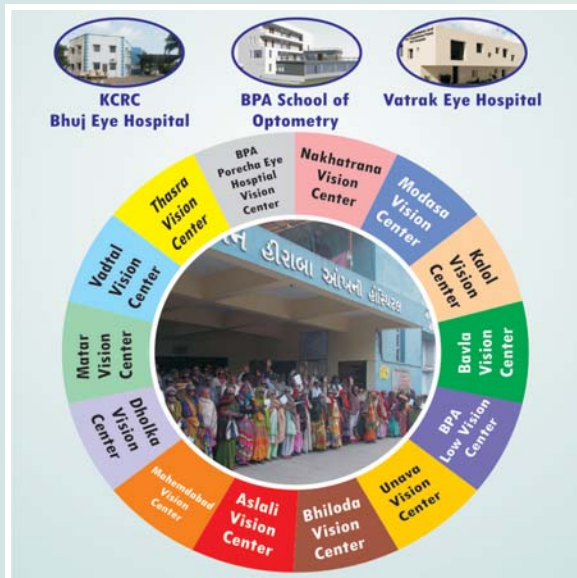 KCRC
Bhuj Eye Hospital
BPA School of
Optometry
Vatrak Eye Hospital
BPA
Porecha Eye
Hosptial
Vision
Center
Nakhatrana
Vision
Center
Modasa
Vision
Center
Kalol
Vision
Center
Bavla
Vision
Center
BPA
Low Vision
Center
Unava
Vision
Center
Bhiloda
Vision
Center
Aslali
Vision
Center
Mahemdabad
Vision
Center
Dholka
Vision
Center
Matar
Vision
Center
Vadtal
Vision
Center
Thasra
Vision
Center
હીરાબા આંખની હોસ્પિટલ